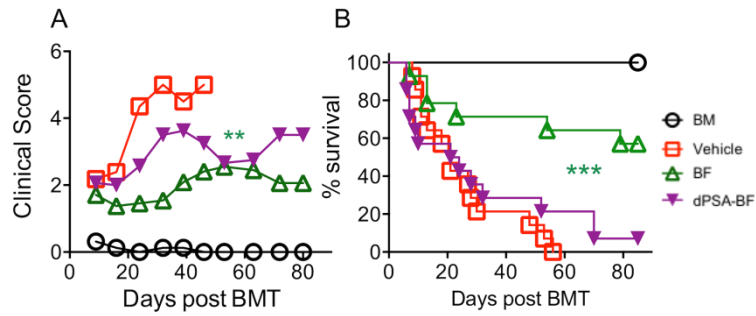 A
Clinical Score
6
4
2
0
**
0 20 40 60 80
Days post BMT
B
% survival
100
80
60
40
20
0
***
0 20 40 60 80
Days post BMT
BM
Vehicle
BF
dPSA-BF